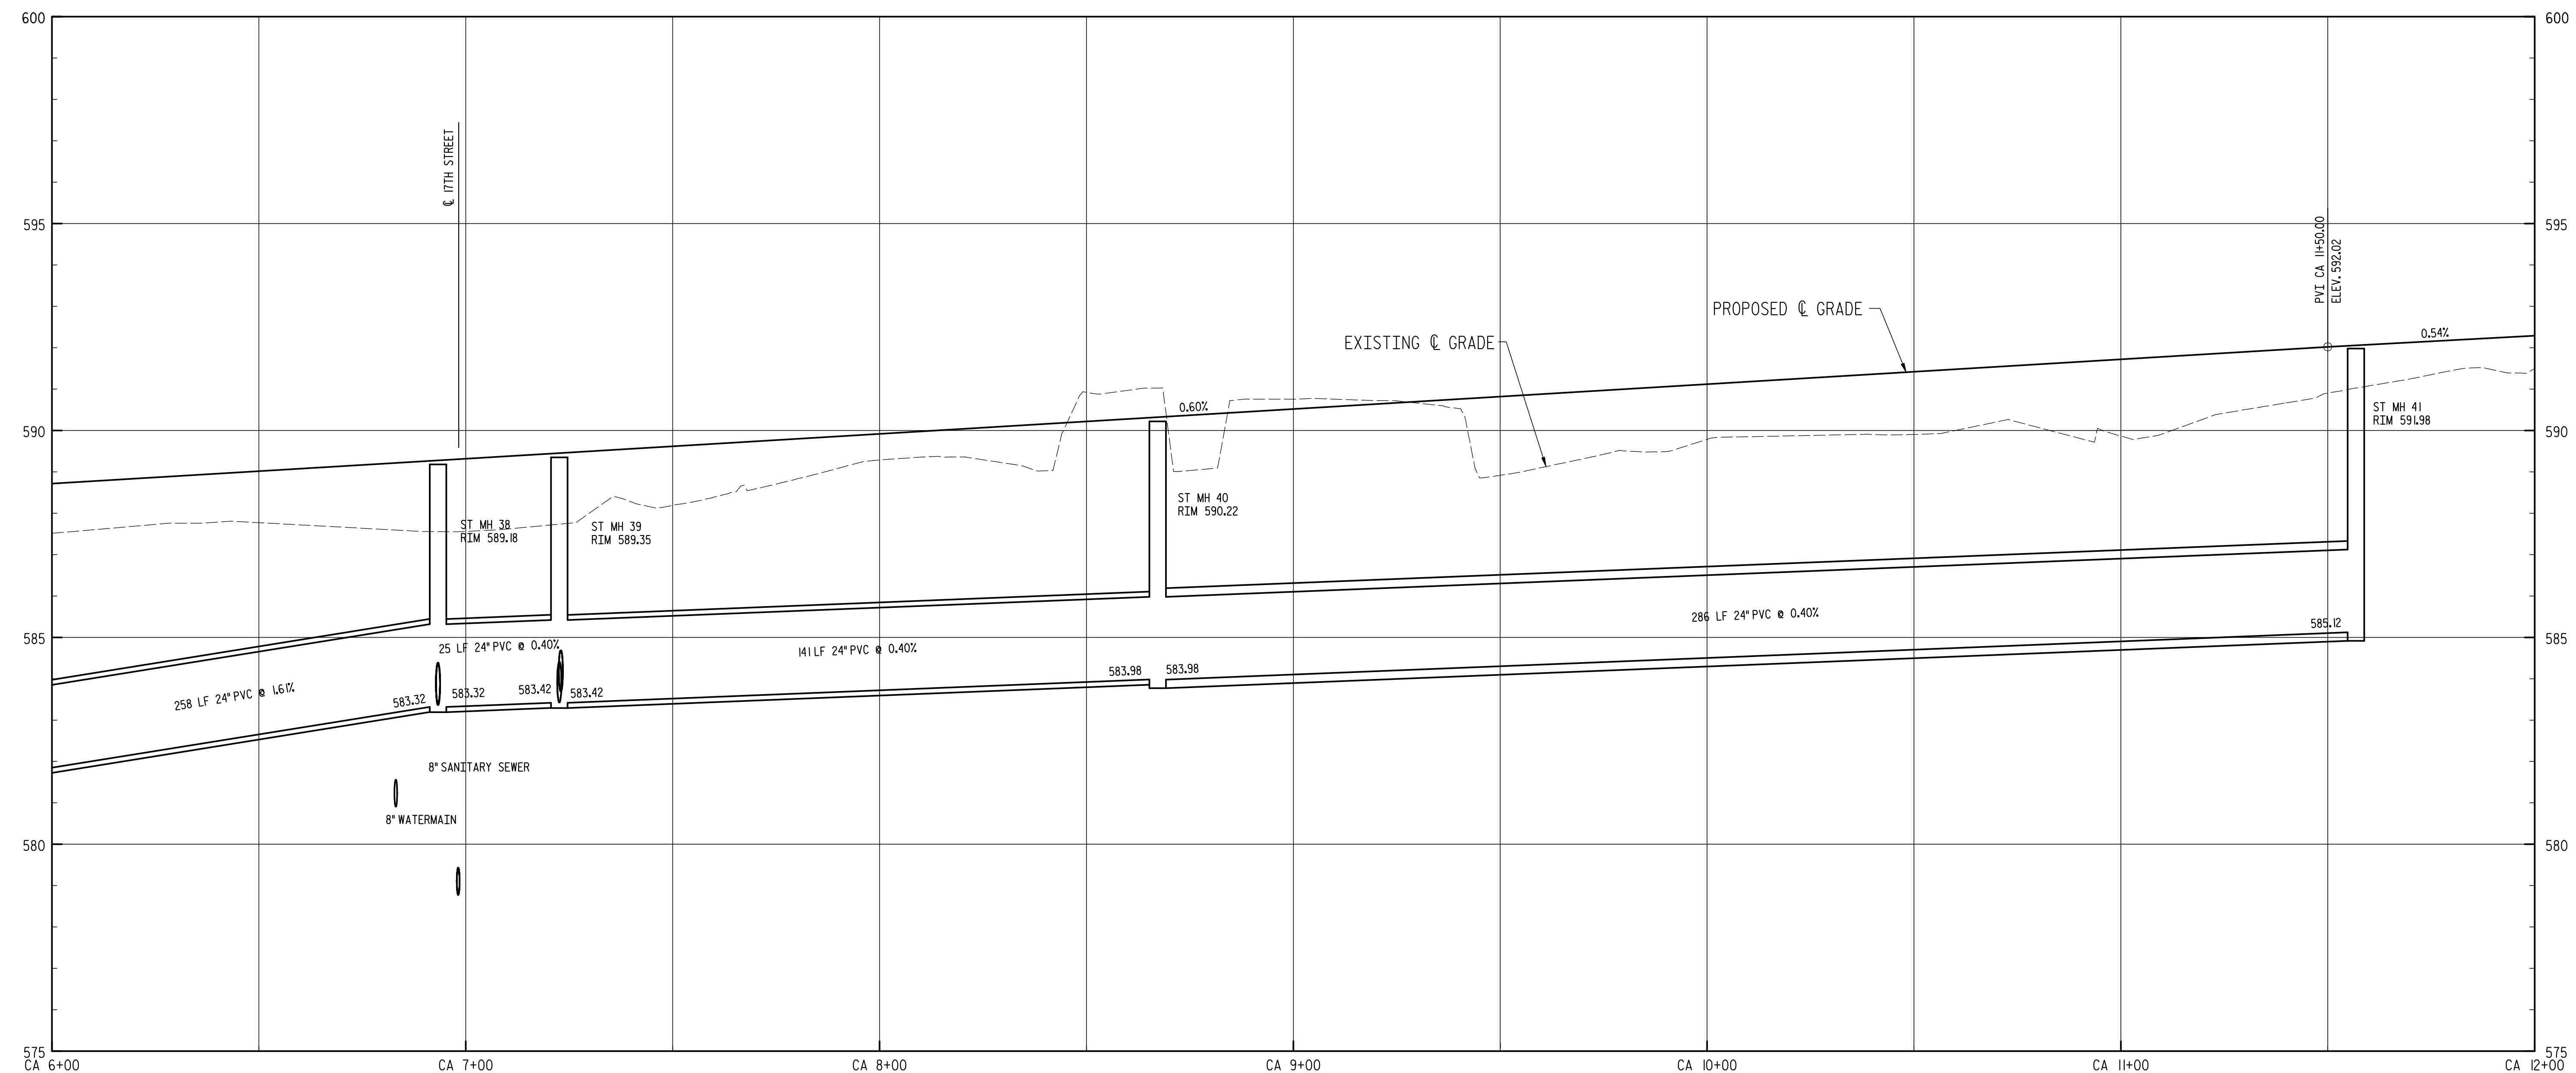 600
600
℄ 17TH STREET
595
595
PVI CA 11+50.00
ELEV. 592.02
PROPOSED ℄ GRADE
EXISTING ℄ GRADE
0.54%
0.60%
ST MH 41
RIM 591.98
590
590
ST MH 40
RIM 590.22
ST MH 38
RIM 589.18
ST MH 39
RIM 589.35
286 LF 24" PVC @ 0.40%
585.12
585
585
25 LF 24" PVC @ 0.40%
141 LF 24" PVC @ 0.40%
583.98
583.98
258 LF 24" PVC @ 1.61%
583.32
583.32
583.42
583.42
8" SANITARY SEWER
8" WATERMAIN
580
580
575
575
CA 6+00
CA 7+00
CA 8+00
CA 9+00
CA 10+00
CA 11+00
CA 12+00